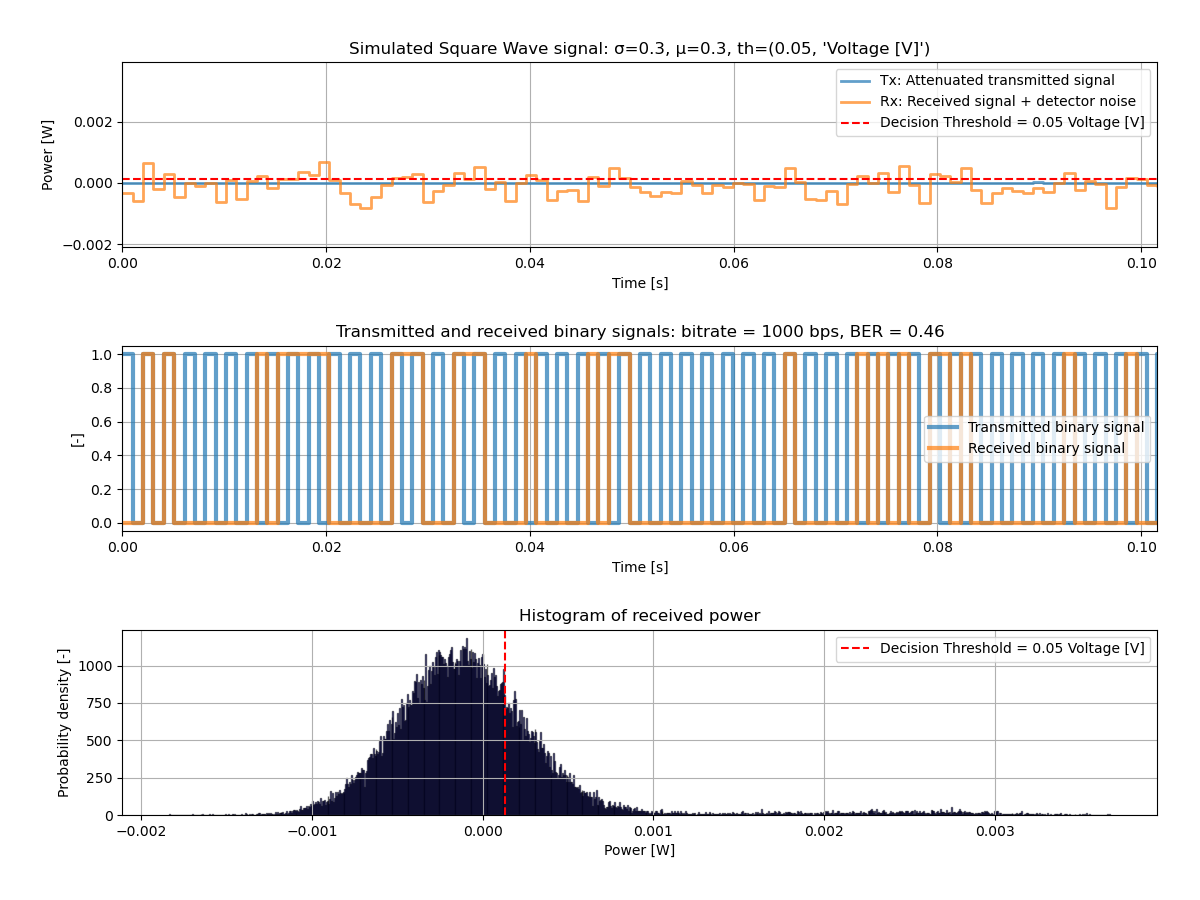 Simulated Square Wave signal: σ=0.3, μ=0.3, th=(0.05, 'Voltage [V]')
Power [W]
0.002
0.000
−0.002
Tx: Attenuated transmitted signal
Rx: Received signal + detector noise
Decision Threshold = 0.05 Voltage [V]
0.00 0.02 0.04 0.06 0.08 0.10
Time [s]
Transmitted and received binary signals: bitrate = 1000 bps, BER = 0.46
[-]
1.0
0.8
0.6
0.4
0.2
0.0
Transmitted binary signal
Received binary signal
0.00 0.02 0.04 0.06 0.08 0.10
Time [s]
Histogram of received power
Probability density [-]
1000
750
500
250
0
Decision Threshold = 0.05 Voltage [V]
−0.002 −0.001 0.000 0.001 0.002 0.003
Power [W]